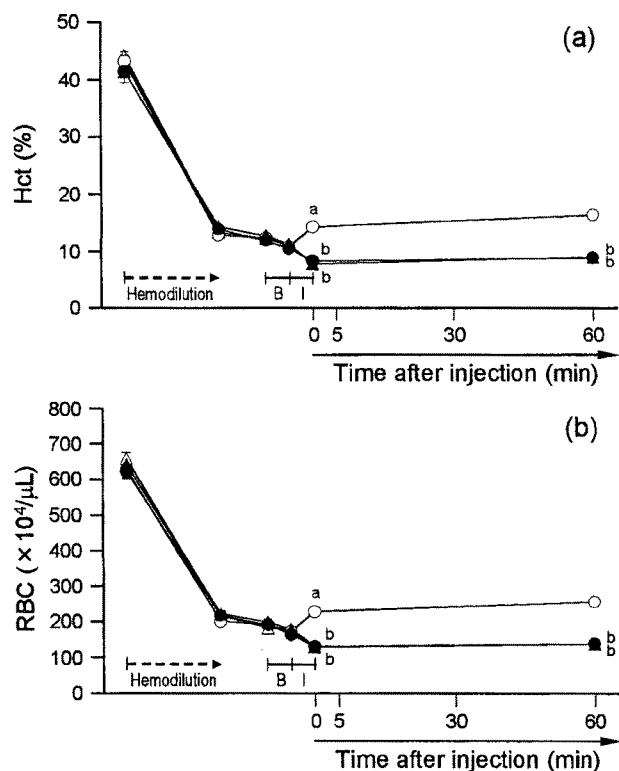 (a)
Hct (%)
50
40
30
20
10
0
a
b
b
b
b
Hemodilution
B I
0 5 30 60
Time after injection (min)
(b)
RBC ( × 10⁴/μL)
800
700
600
500
400
300
200
100
0
a
b
b
b
b
Hemodilution
B I
0 5 30 60
Time after injection (min)